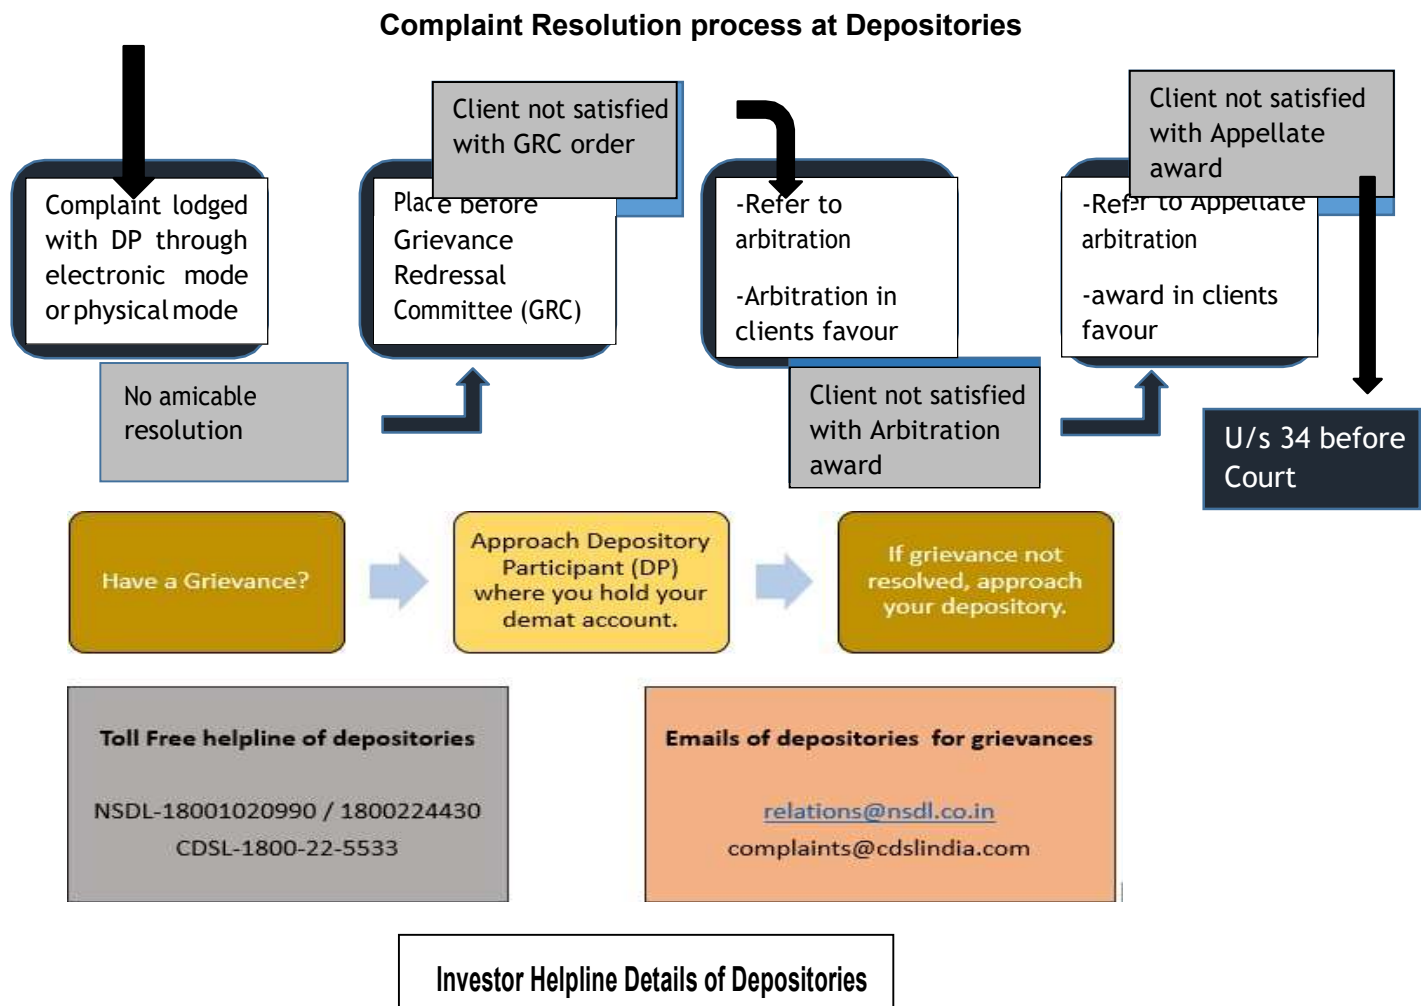 Complaint Resolution process at Depositories
Complaint lodged
with DP through
electronic mode
or physical mode
No amicable
resolution
Place before
Grievance
Redressal
Committee (GRC)
Client not satisfied
with GRC order
-Refer to
arbitration
-Arbitration in
clients favour
Client not satisfied
with Arbitration
award
-Refer to Appellate
arbitration
-award in clients
favour
Client not satisfied
with Appellate
award
U/s 34 before
Court
Have a Grievance?
Approach Depository
Participant (DP)
where you hold your
demat account.
If grievance not
resolved, approach
your depository.
Toll Free helpline of depositories
NSDL-18001020990 / 1800224430
CDSL-1800-22-5533
Emails of depositories for grievances
relations@nsdl.co.in
complaints@cdslindia.com
Investor Helpline Details of Depositories